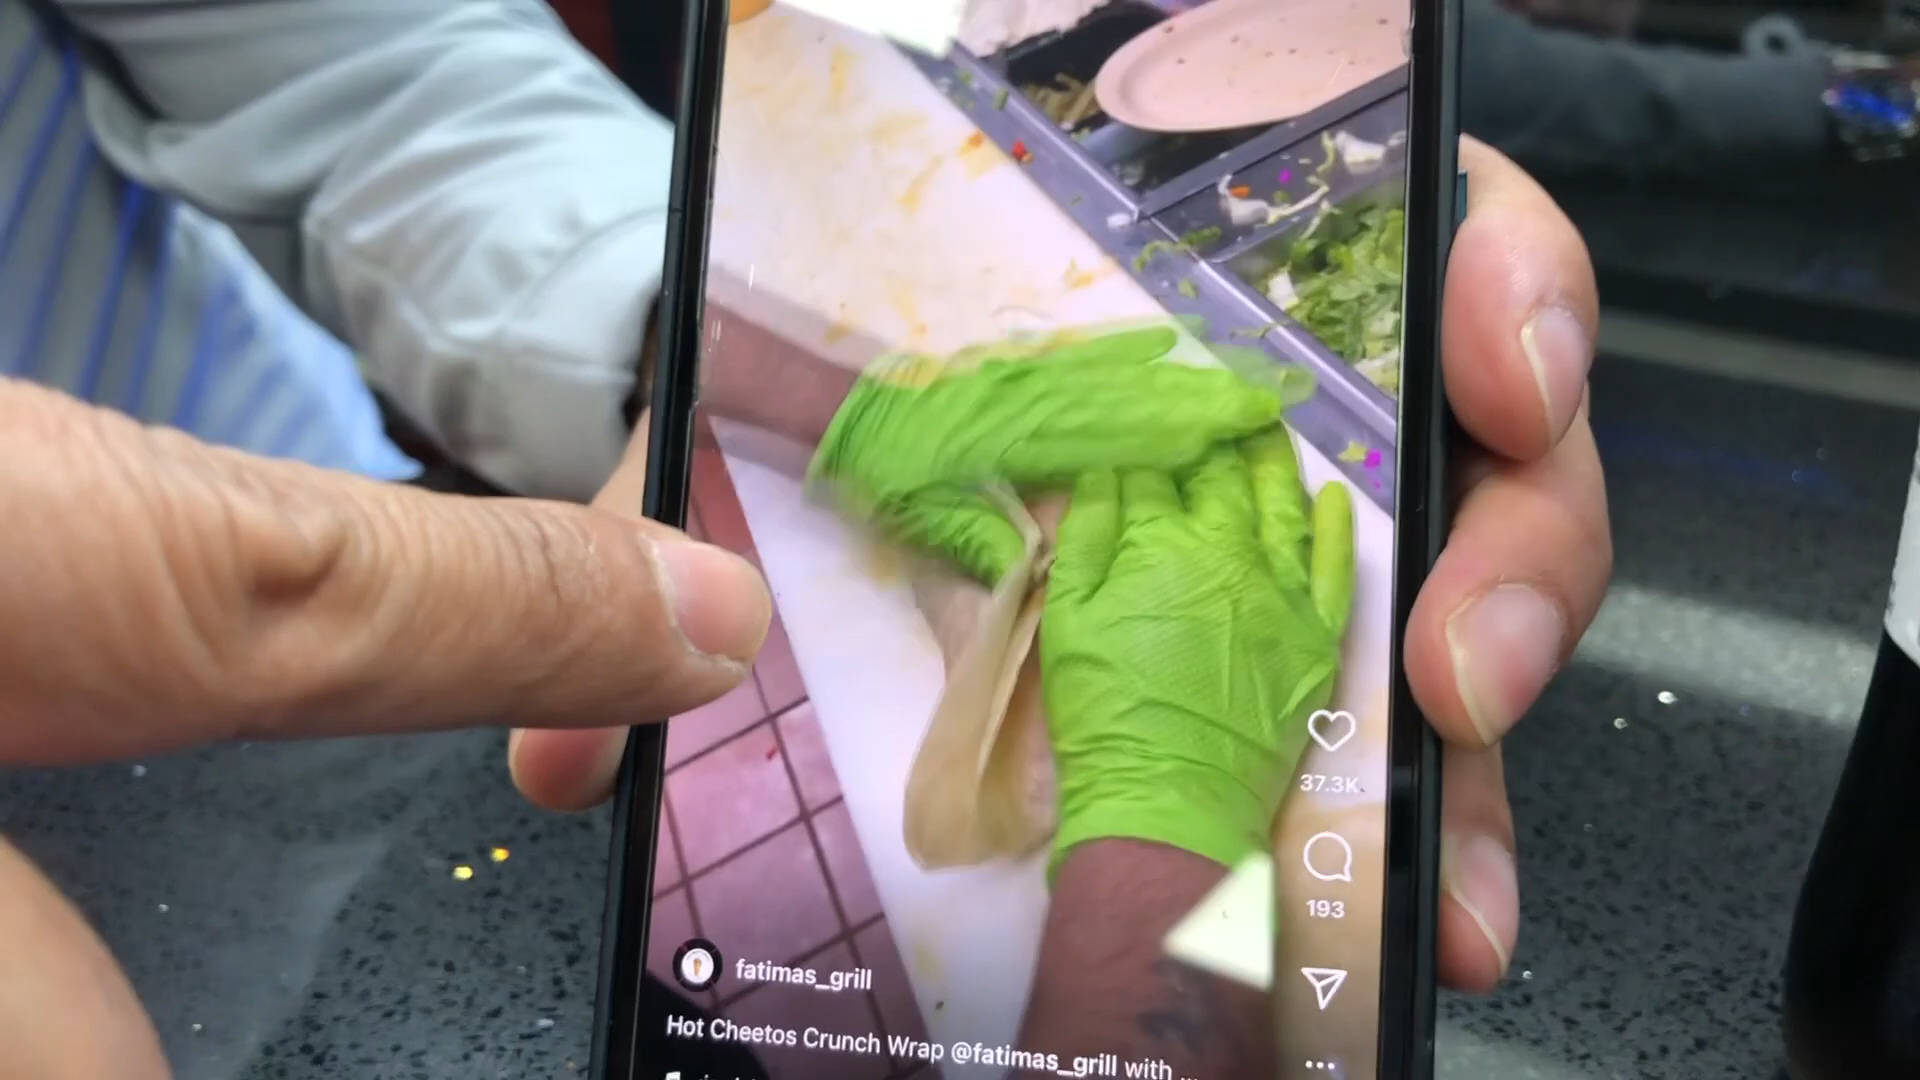 37.3K
193
fatimas_grill
Hot Cheetos Crunch Wrap @fatimas_grill with ...